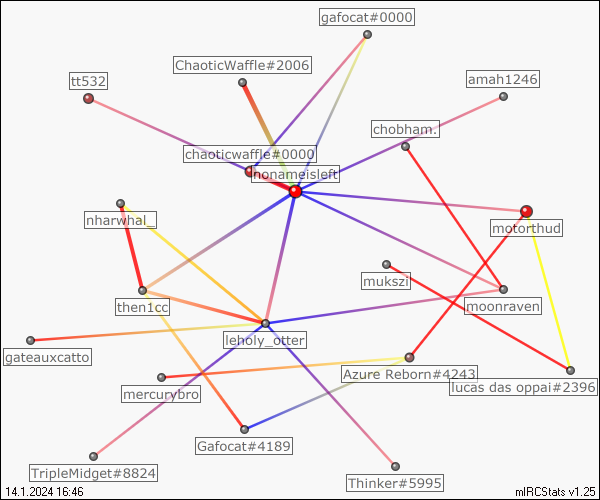 gafocat#0000
ChaoticWaffle#2006
tt532
amah1246
chobham.
chaoticwaffle#0000
nonameisleft
nharwhal_
motorthud
mukszi
then1cc
moonraven
leholy_otter
gateauxcatto
Azure Reborn#4243
lucas das oppai#2396
mercurybro
Gafocat#4189
TripleMidget#8824
Thinker#5995
14.1.2024 16:46
mIRCStats v1.25